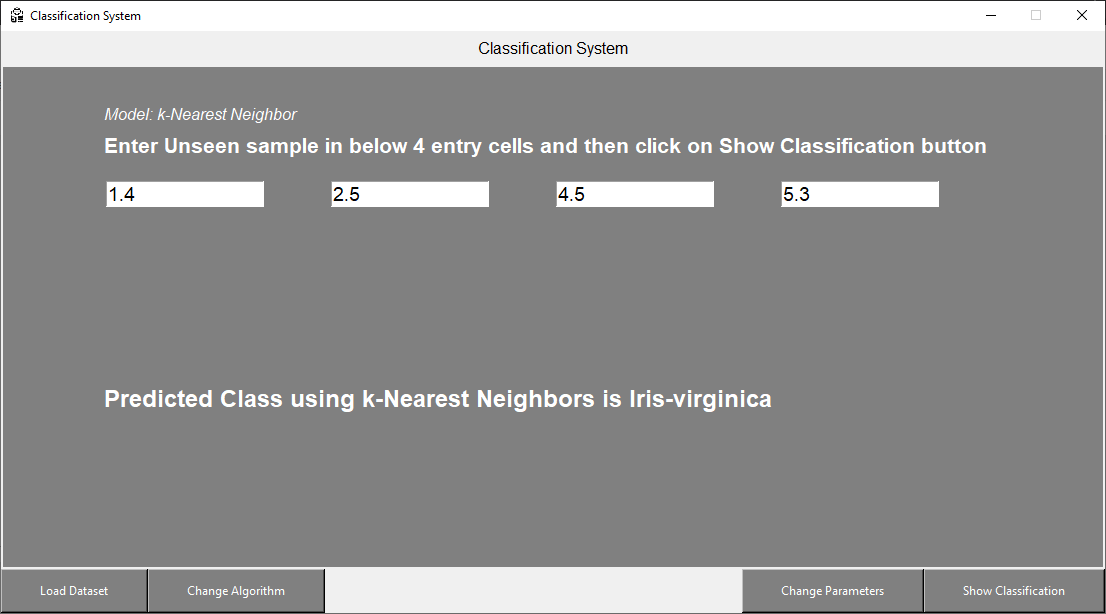 Classification System
Classification System
Model: k-Nearest Neighbor
Enter Unseen sample in below 4 entry cells and then click on Show Classification button
1.4 2.5 4.5 5.3
Predicted Class using k-Nearest Neighbors is Iris-virginica
Load Dataset Change Algorithm Change Parameters Show Classification